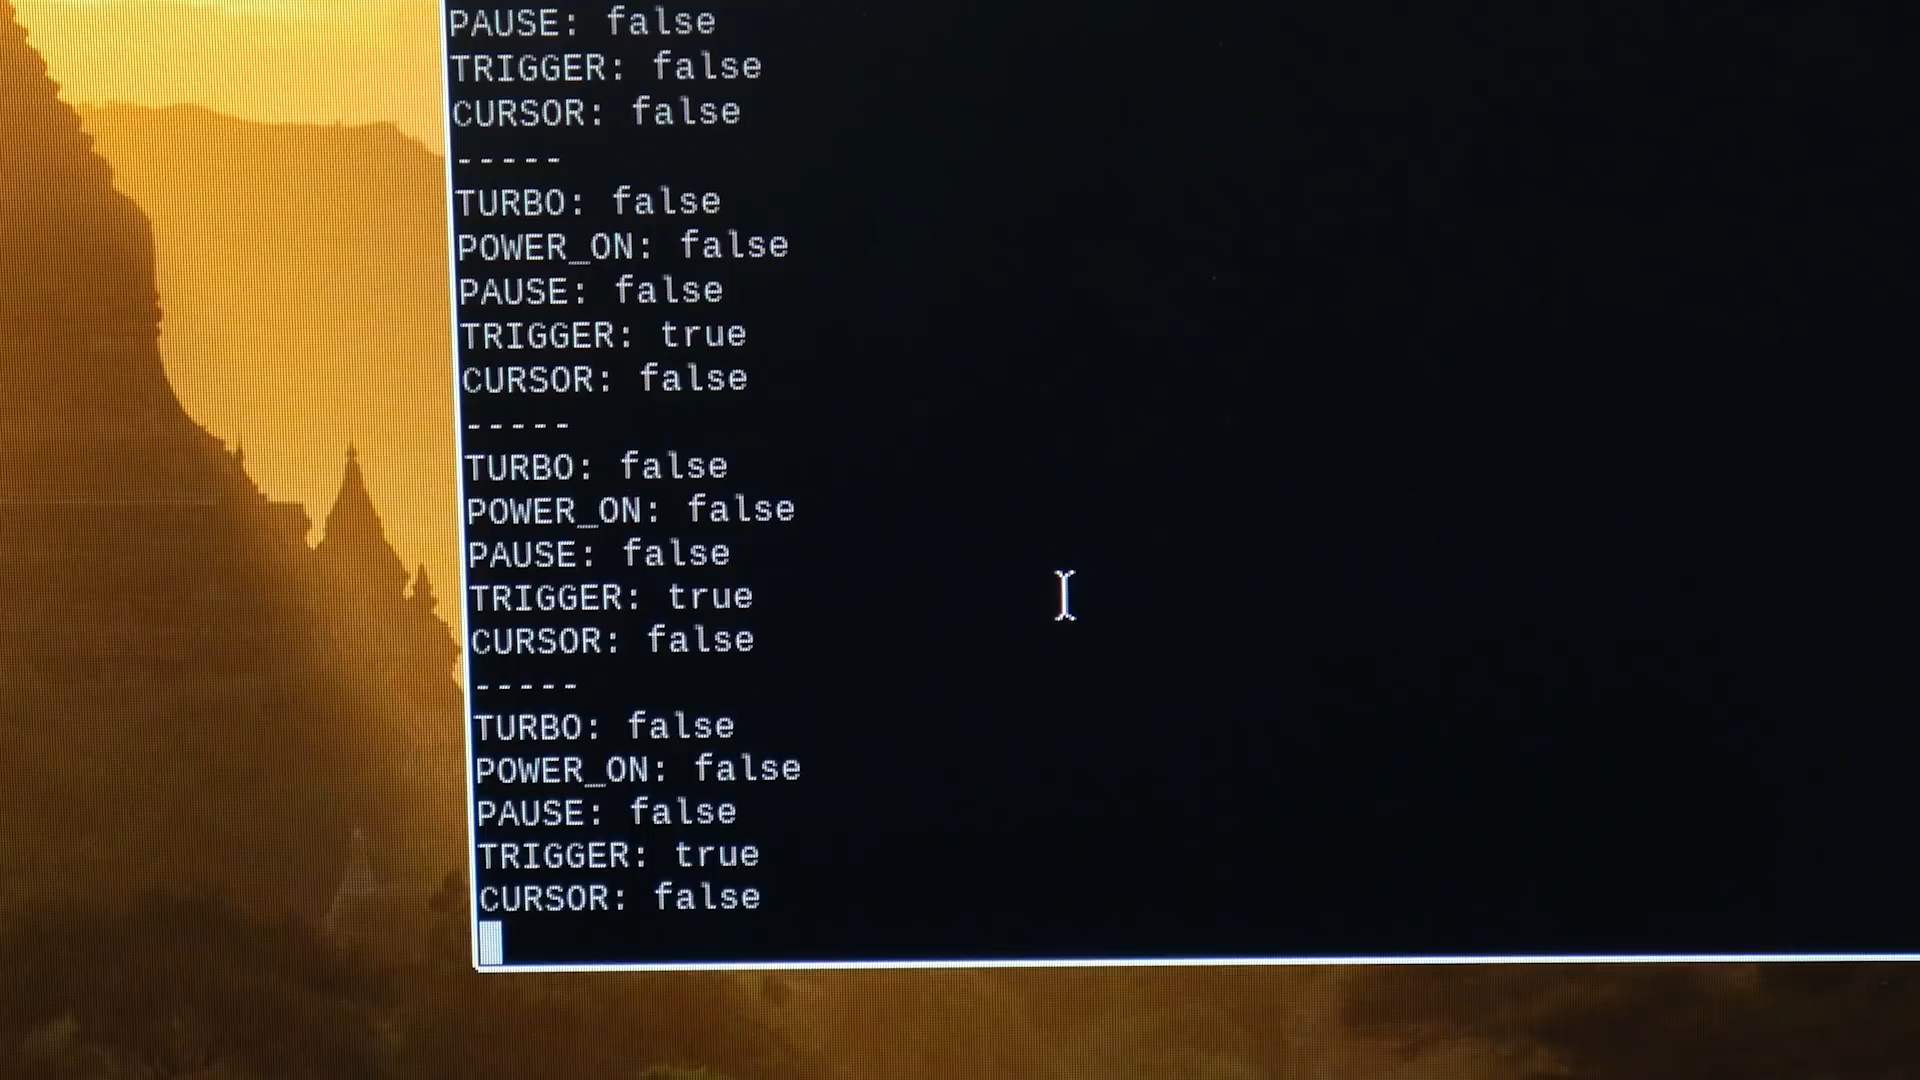 PAUSE: false
TRIGGER: false
CURSOR: false
-----
TURBO: false
POWER_ON: false
PAUSE: false
TRIGGER: true
CURSOR: false
-----
TURBO: false
POWER_ON: false
PAUSE: false
TRIGGER: true
CURSOR: false
-----
TURBO: false
POWER_ON: false
PAUSE: false
TRIGGER: true
CURSOR: false